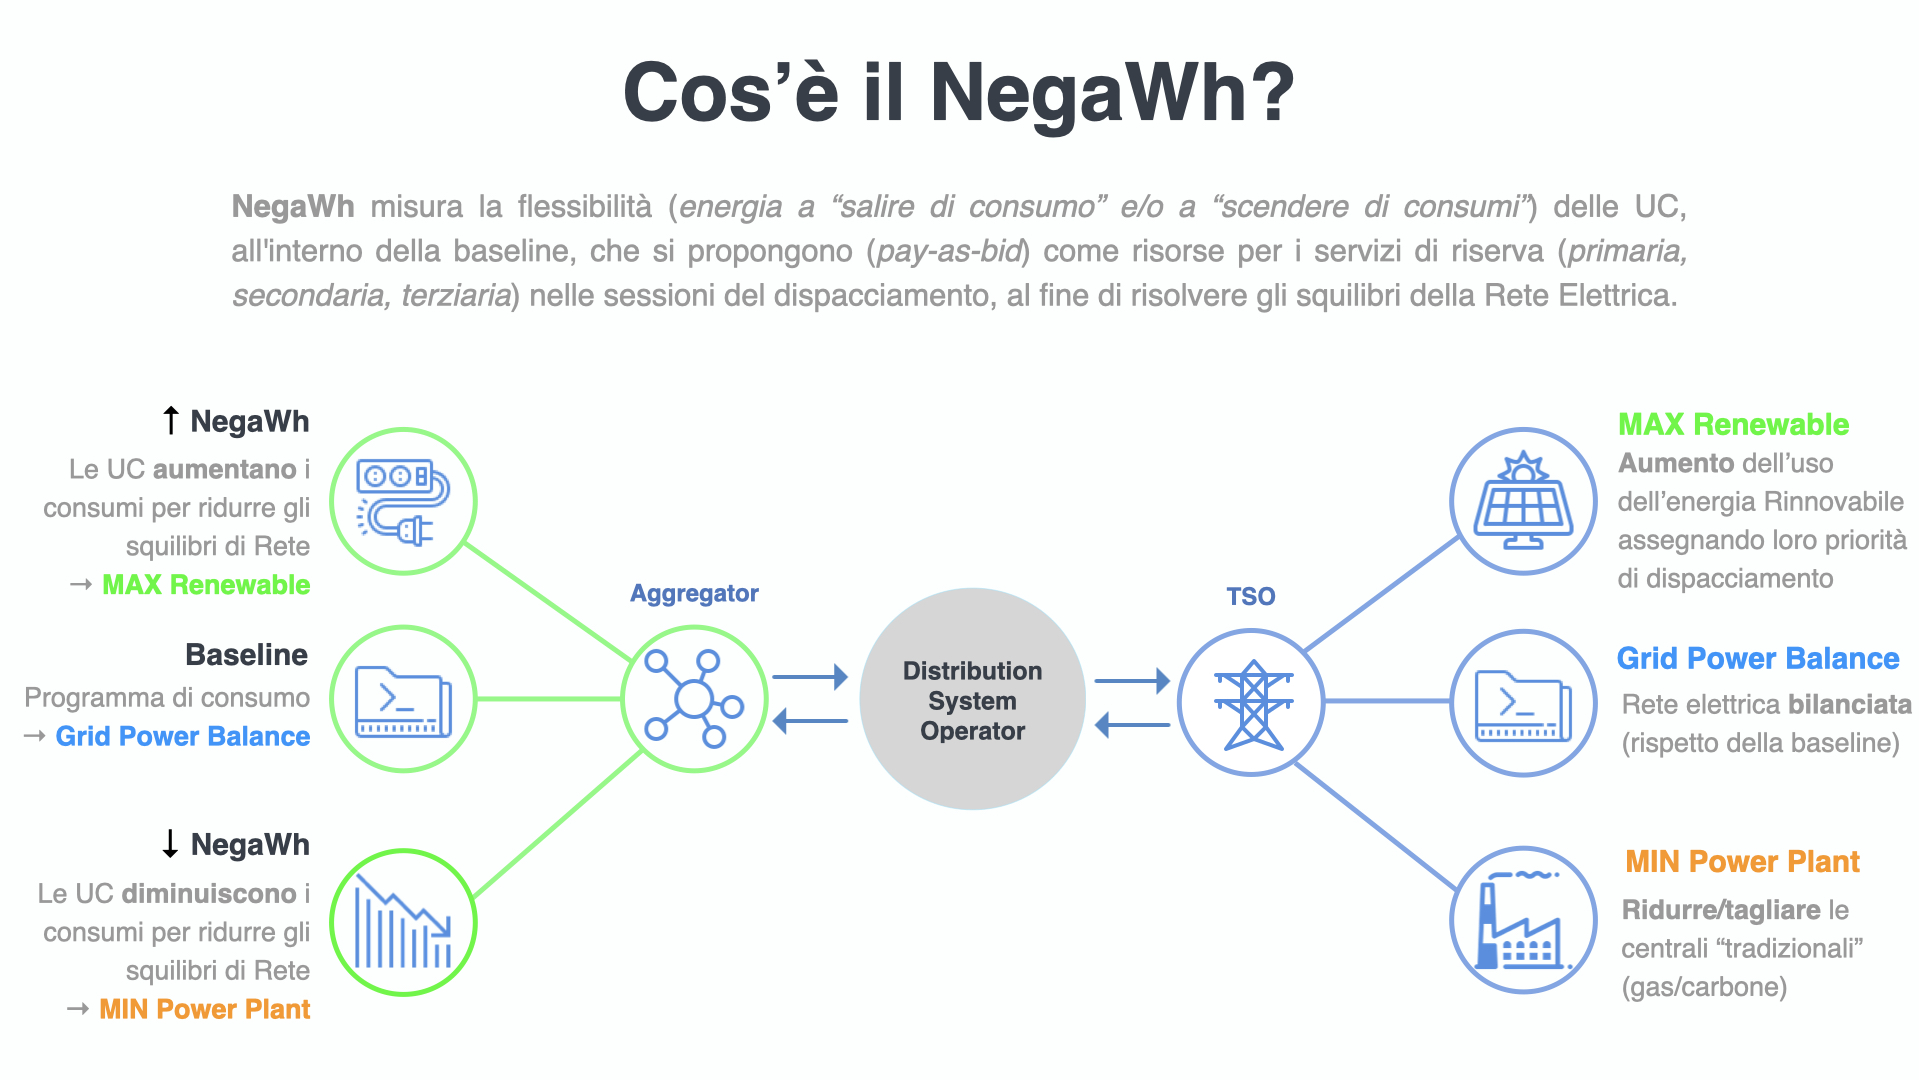 Cos’è il NegaWh?
NegaWh misura la flessibilità (energia a “salire di consumo” e/o a “scendere di consumi”) delle UC,
all'interno della baseline, che si propongono (pay-as-bid) come risorse per i servizi di riserva (primaria,
secondaria, terziaria) nelle sessioni del dispacciamento, al fine di risolvere gli squilibri della Rete Elettrica.
↑ NegaWh
Le UC aumentano i
consumi per ridurre gli
squilibri di Rete
→ MAX Renewable
Baseline
Programma di consumo
→ Grid Power Balance
↓ NegaWh
Le UC diminuiscono i
consumi per ridurre gli
squilibri di Rete
→ MIN Power Plant
Aggregator
Distribution
System
Operator
TSO
MAX Renewable
Aumento dell’uso
dell’energia Rinnovabile
assegnando loro priorità
di dispacciamento
Grid Power Balance
Rete elettrica bilanciata
(rispetto della baseline)
MIN Power Plant
Ridurre/tagliare le
centrali “tradizionali”
(gas/carbone)